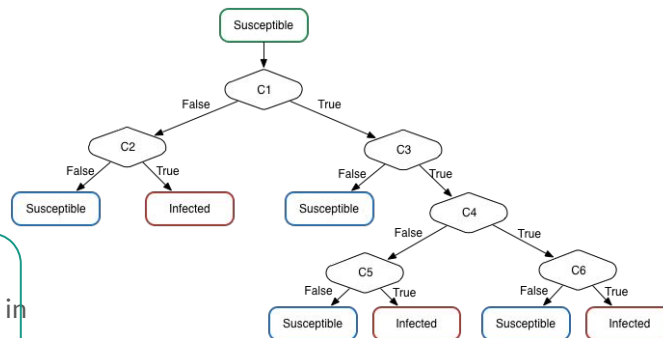 Susceptible
C1
False True
C2 C3
False True False True
Susceptible Infected Susceptible C4
False True
C5 C6
in
False True False True
Susceptible Infected Susceptible Infected